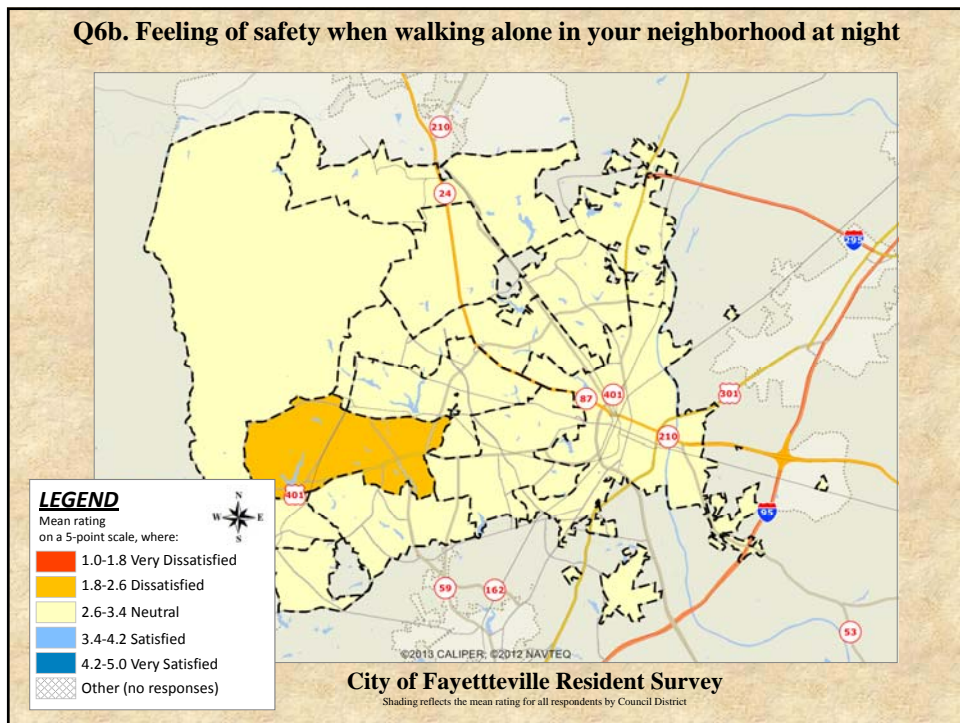 Q6b. Feeling of safety when walking alone in your neighborhood at night
210
24
295
301
87
401
210
401
95
59
162
53
LEGEND
Mean rating
on a 5-point scale, where:
N
W E
S
1.0-1.8 Very Dissatisfied
1.8-2.6 Dissatisfied
2.6-3.4 Neutral
3.4-4.2 Satisfied
4.2-5.0 Very Satisfied
Other (no responses)
©2013 CALIPER; ©2012 NAVTEQ
City of Fayettteville Resident Survey
Shading reflects the mean rating for all respondents by Council District